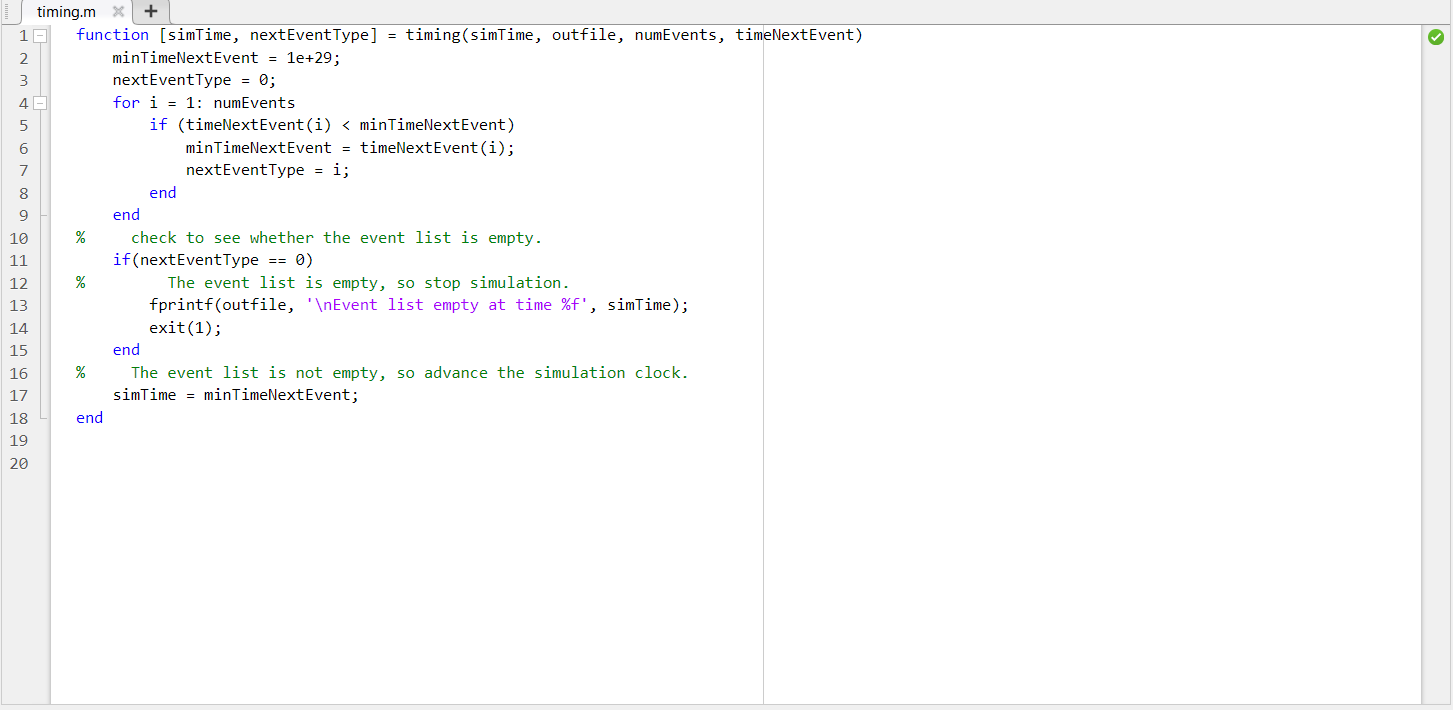 timing.m
1 function [simTime, nextEventType] = timing(simTime, outfile, numEvents, timeNextEvent)
2     minTimeNextEvent = 1e+29;
3     nextEventType = 0;
4     for i = 1: numEvents
5         if (timeNextEvent(i) < minTimeNextEvent)
6             minTimeNextEvent = timeNextEvent(i);
7             nextEventType = i;
8         end
9     end
10 %     check to see whether the event list is empty.
11     if(nextEventType == 0)
12 %         The event list is empty, so stop simulation.
13         fprintf(outfile, '\nEvent list empty at time %f', simTime);
14         exit(1);
15     end
16 %     The event list is not empty, so advance the simulation clock.
17     simTime = minTimeNextEvent;
18 end
19
20